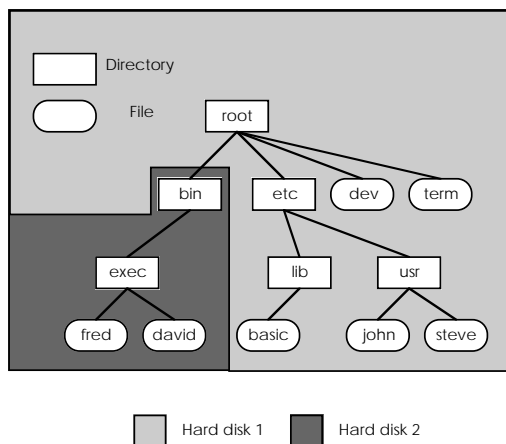 Directory
File
root
bin
etc
dev
term
exec
lib
usr
fred
david
basic
john
steve
Hard disk 1
Hard disk 2